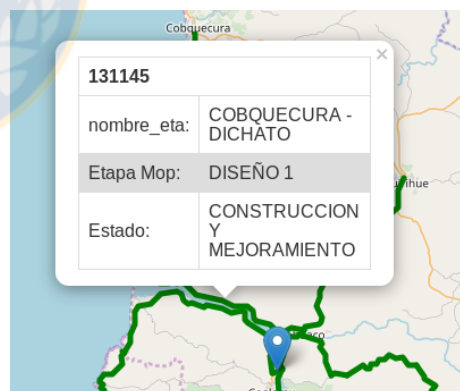 Cobquecura
×
131145
nombre_eta:
COBQUECURA -
DICHATO
Etapa Mop:
DISEÑO 1
Estado:
CONSTRUCCION
Y
MEJORAMIENTO